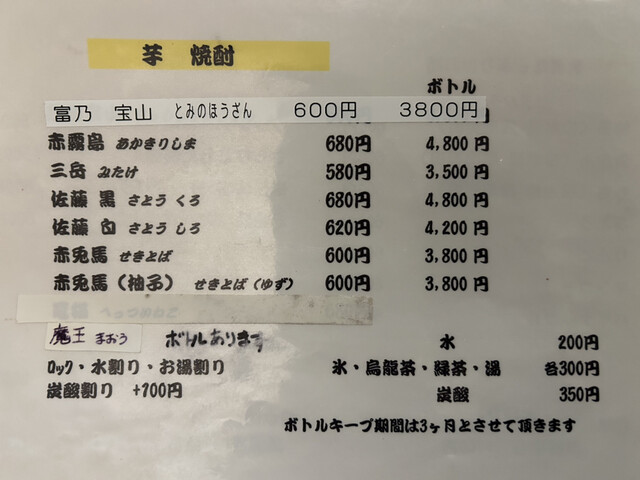 芋 焼酎
ボトル
富乃 宝山 とみのほうざん 600円 3800円
赤霧島 あかきりしま 680円 4,800円
三岳 みたけ 580円 3,500円
佐藤 黒 さとう くろ 680円 4,800円
佐藤 白 さとう しろ 620円 4,200円
赤兎馬 せきとば 600円 3,800円
赤兎馬（柚子） せきとば（ゆず） 600円 3,800円
魔王 まおう ボトルあります
水 200円
ﾛｯｸ・水割り・お湯割り
氷・烏龍茶・緑茶・湯 各300円
炭酸割り +100円
炭酸 350円
ボトルキープ期間は3ヶ月とさせて頂きます